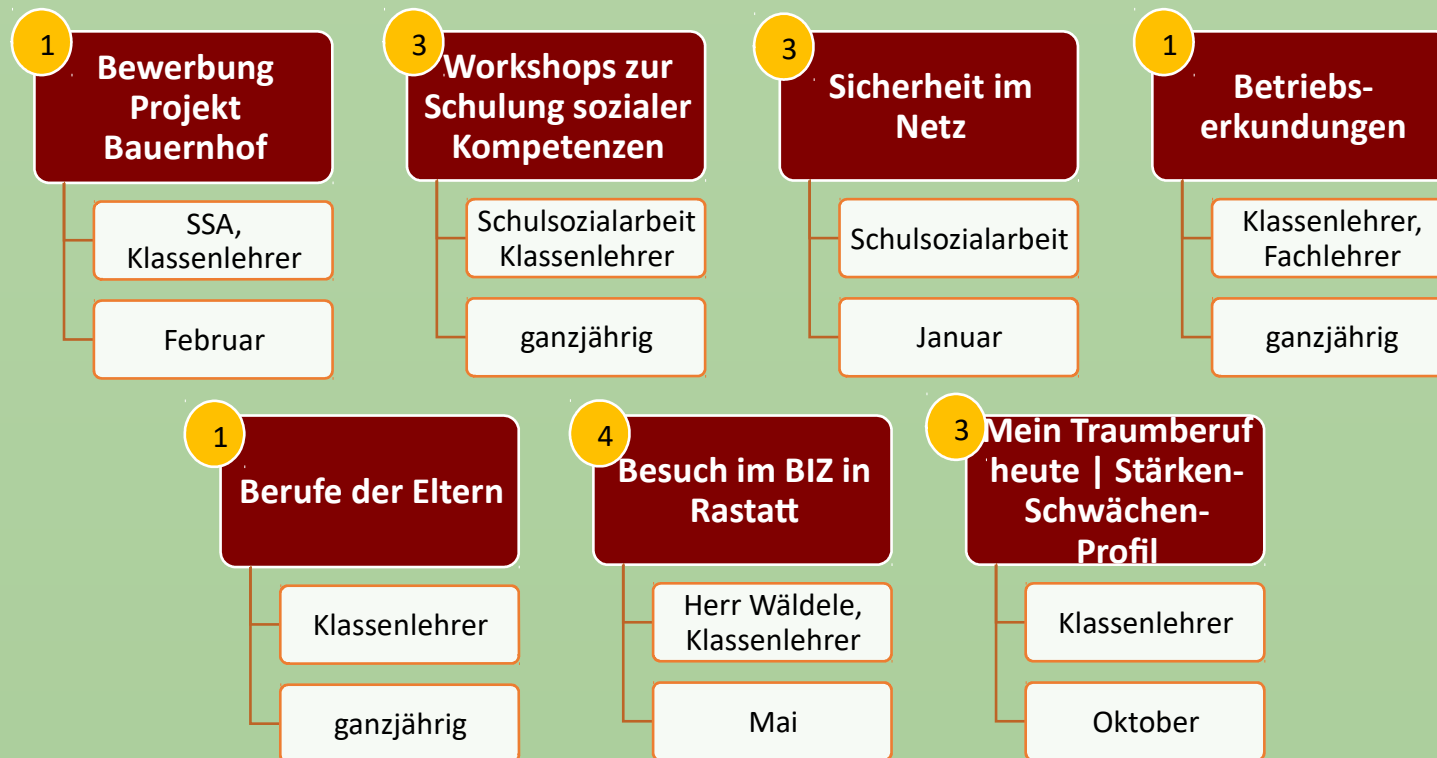 1
Bewerbung
Projekt
Bauernhof
SSA,
Klassenlehrer
Februar
3
Workshops zur
Schulung sozialer
Kompetenzen
Schulsozialarbeit
Klassenlehrer
ganzjährig
3
Sicherheit im
Netz
Schulsozialarbeit
Januar
1
Betriebs-
erkundungen
Klassenlehrer,
Fachlehrer
ganzjährig
1
Berufe der Eltern
Klassenlehrer
ganzjährig
4
Besuch im BIZ in
Rastatt
Herr Wäldele,
Klassenlehrer
Mai
3
Mein Traumberuf
heute | Stärken-
Schwächen-
Profil
Klassenlehrer
Oktober